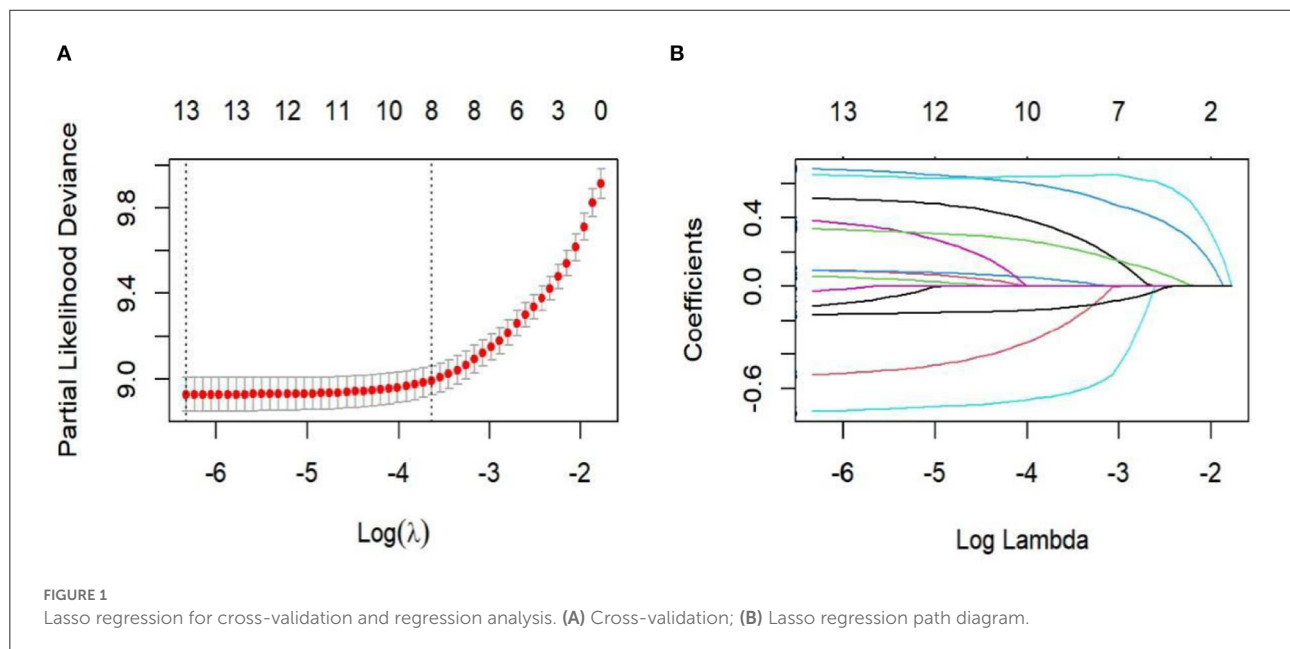 A
13 13 12 11 10 8 8 6 3 0
Partial Likelihood Deviance
9.8
9.4
9.0
-6 -5 -4 -3 -2
Log(λ)
B
13 12 10 7 2
Coefficients
0.4
0.0
-0.6
-6 -5 -4 -3 -2
Log Lambda
FIGURE 1
Lasso regression for cross-validation and regression analysis. (A) Cross-validation; (B) Lasso regression path diagram.